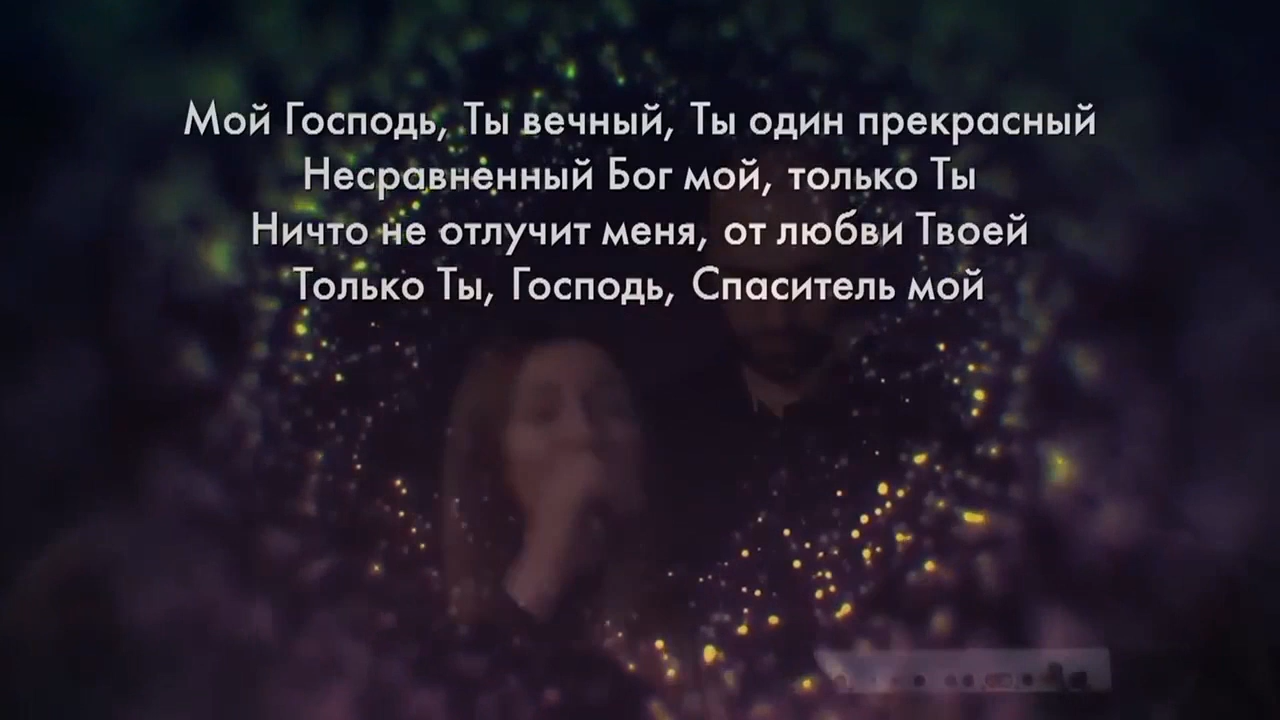 Мой Господь, Ты вечный, Ты один прекрасный
Несравненный Бог мой, только Ты
Ничто не отлучит меня, от любви Твоей
Только Ты, Господь, Спаситель мой